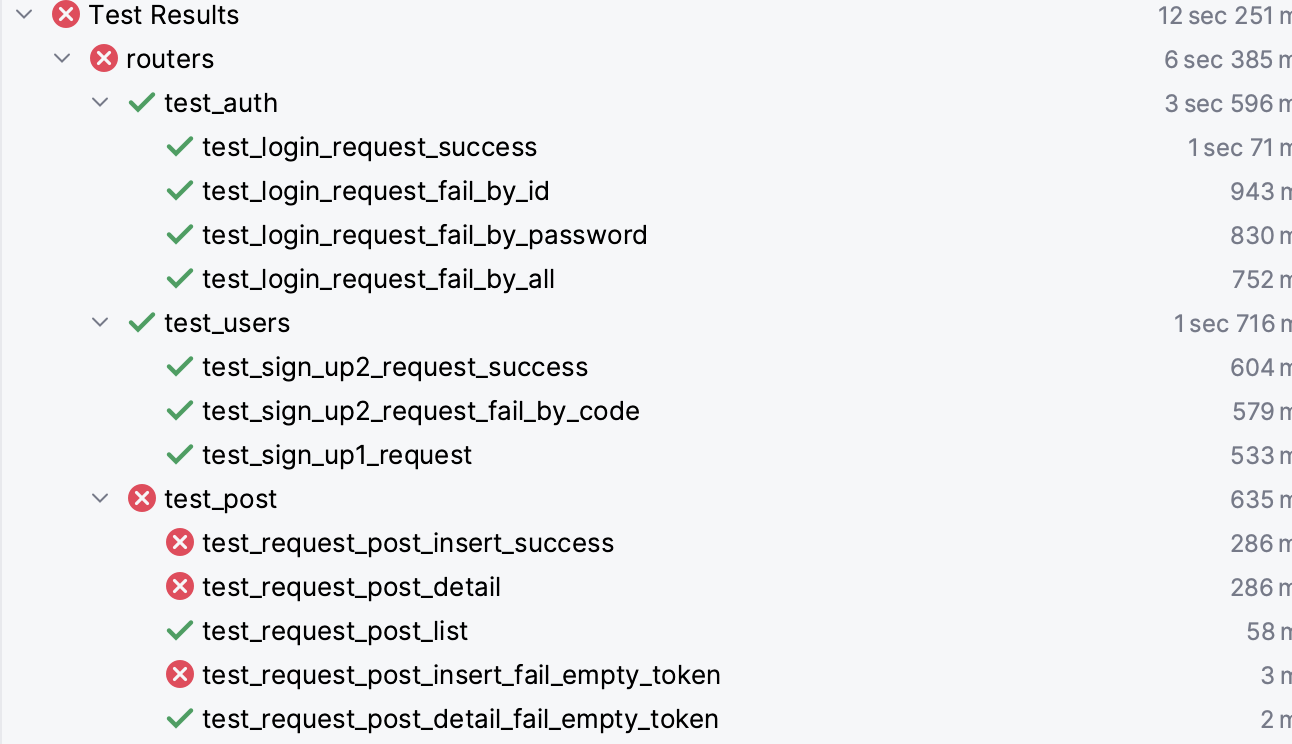 Test Results 12 sec 251 m
routers 6 sec 385 m
test_auth 3 sec 596 m
test_login_request_success 1 sec 71 m
test_login_request_fail_by_id 943 m
test_login_request_fail_by_password 830 m
test_login_request_fail_by_all 752 m
test_users 1 sec 716 m
test_sign_up2_request_success 604 m
test_sign_up2_request_fail_by_code 579 m
test_sign_up1_request 533 m
test_post 635 m
test_request_post_insert_success 286 m
test_request_post_detail 286 m
test_request_post_list 58 m
test_request_post_insert_fail_empty_token 3 m
test_request_post_detail_fail_empty_token 2 m